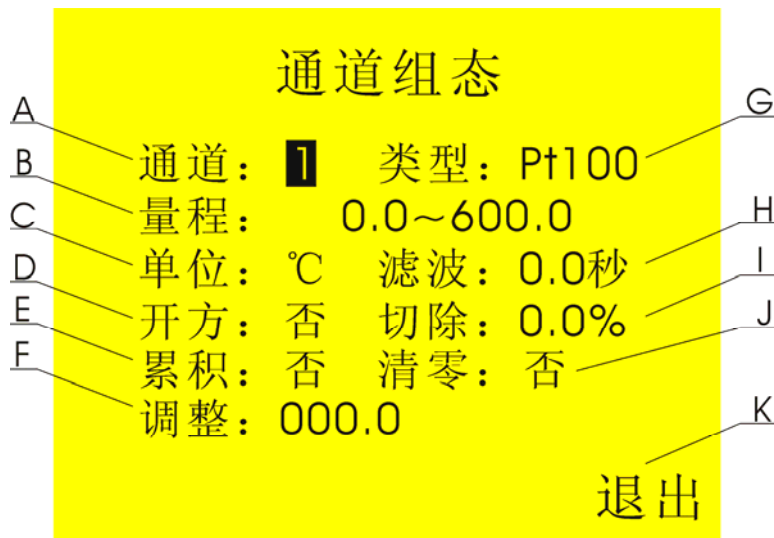 通道组态
A
G
通道：1 类型：Pt100
B
量程： 0.0~600.0
C
H
单位：℃ 滤波：0.0秒
D
I
开方：否 切除：0.0%
E
J
累积：否 清零：否
F
调整：000.0
K
退出